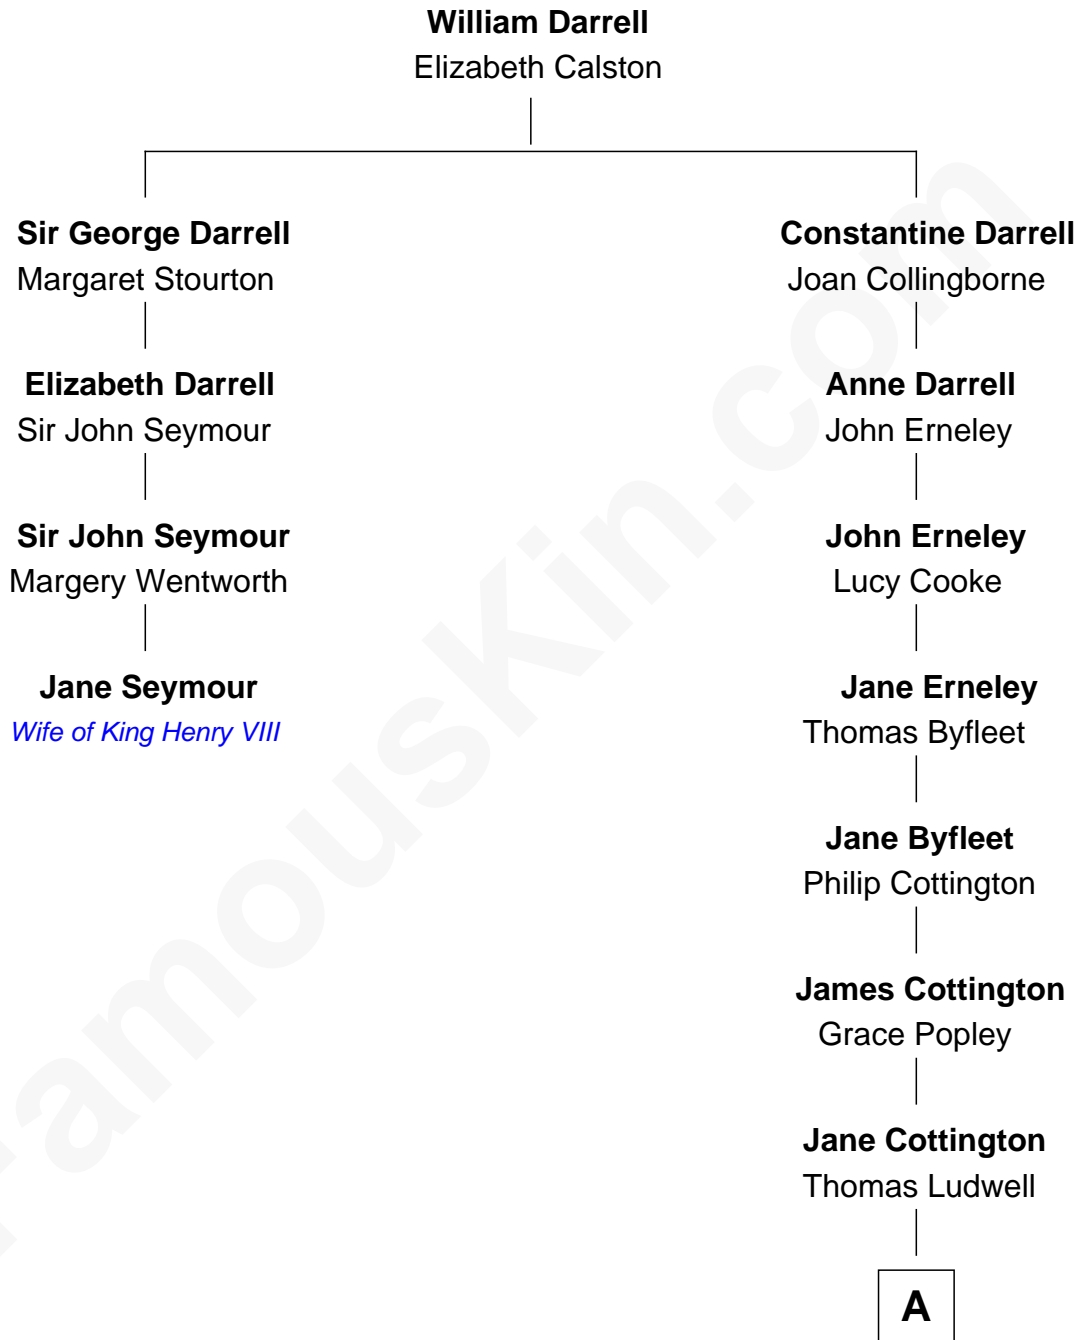 William Darrell
Elizabeth Calston
Sir George Darrell
Margaret Stourton
Constantine Darrell
Joan Collingborne
Elizabeth Darrell
Sir John Seymour
Anne Darrell
John Erneley
Sir John Seymour
Margery Wentworth
John Erneley
Lucy Cooke
Jane Seymour
Wife of King Henry VIII
Jane Erneley
Thomas Byfleet
Jane Byfleet
Philip Cottington
James Cottington
Grace Popley
Jane Cottington
Thomas Ludwell
A
FamousKin.com